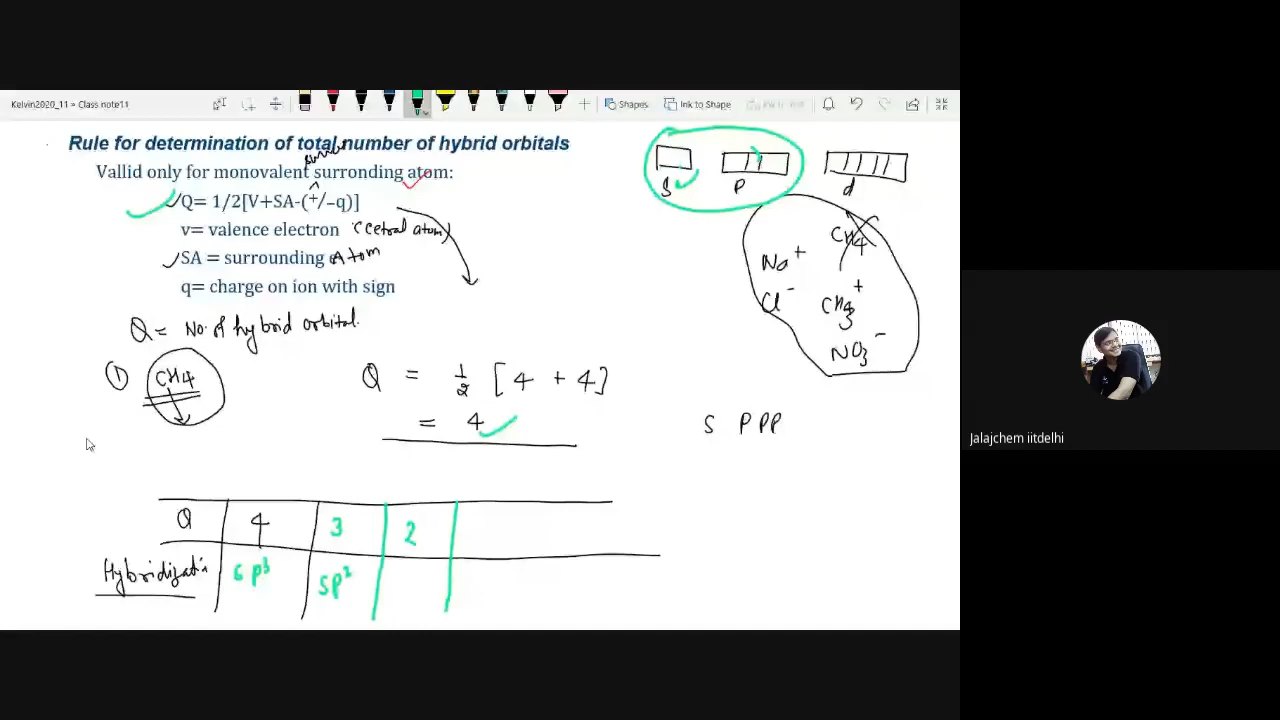 Kelvin2020_11 » Class note11
Shapes
Ink to Shape
Rule for determination of total number of hybrid orbitals
Vallid only for monovalent surronding atom:
Q= 1/2[V+SA-(+/-q)]
v= valence electron (cetral atom)
SA = surrounding Atom
q= charge on ion with sign
Q = No. of hybrid orbital.
S P d
CH4
Na+
Cl-
CH3+
NO3-
① CH4
Q = 1/2 [4 + 4]
= 4
S P P P
Q 4 3 2
Hybridizatio sp3 sp2
Jalajchem iitdelhi